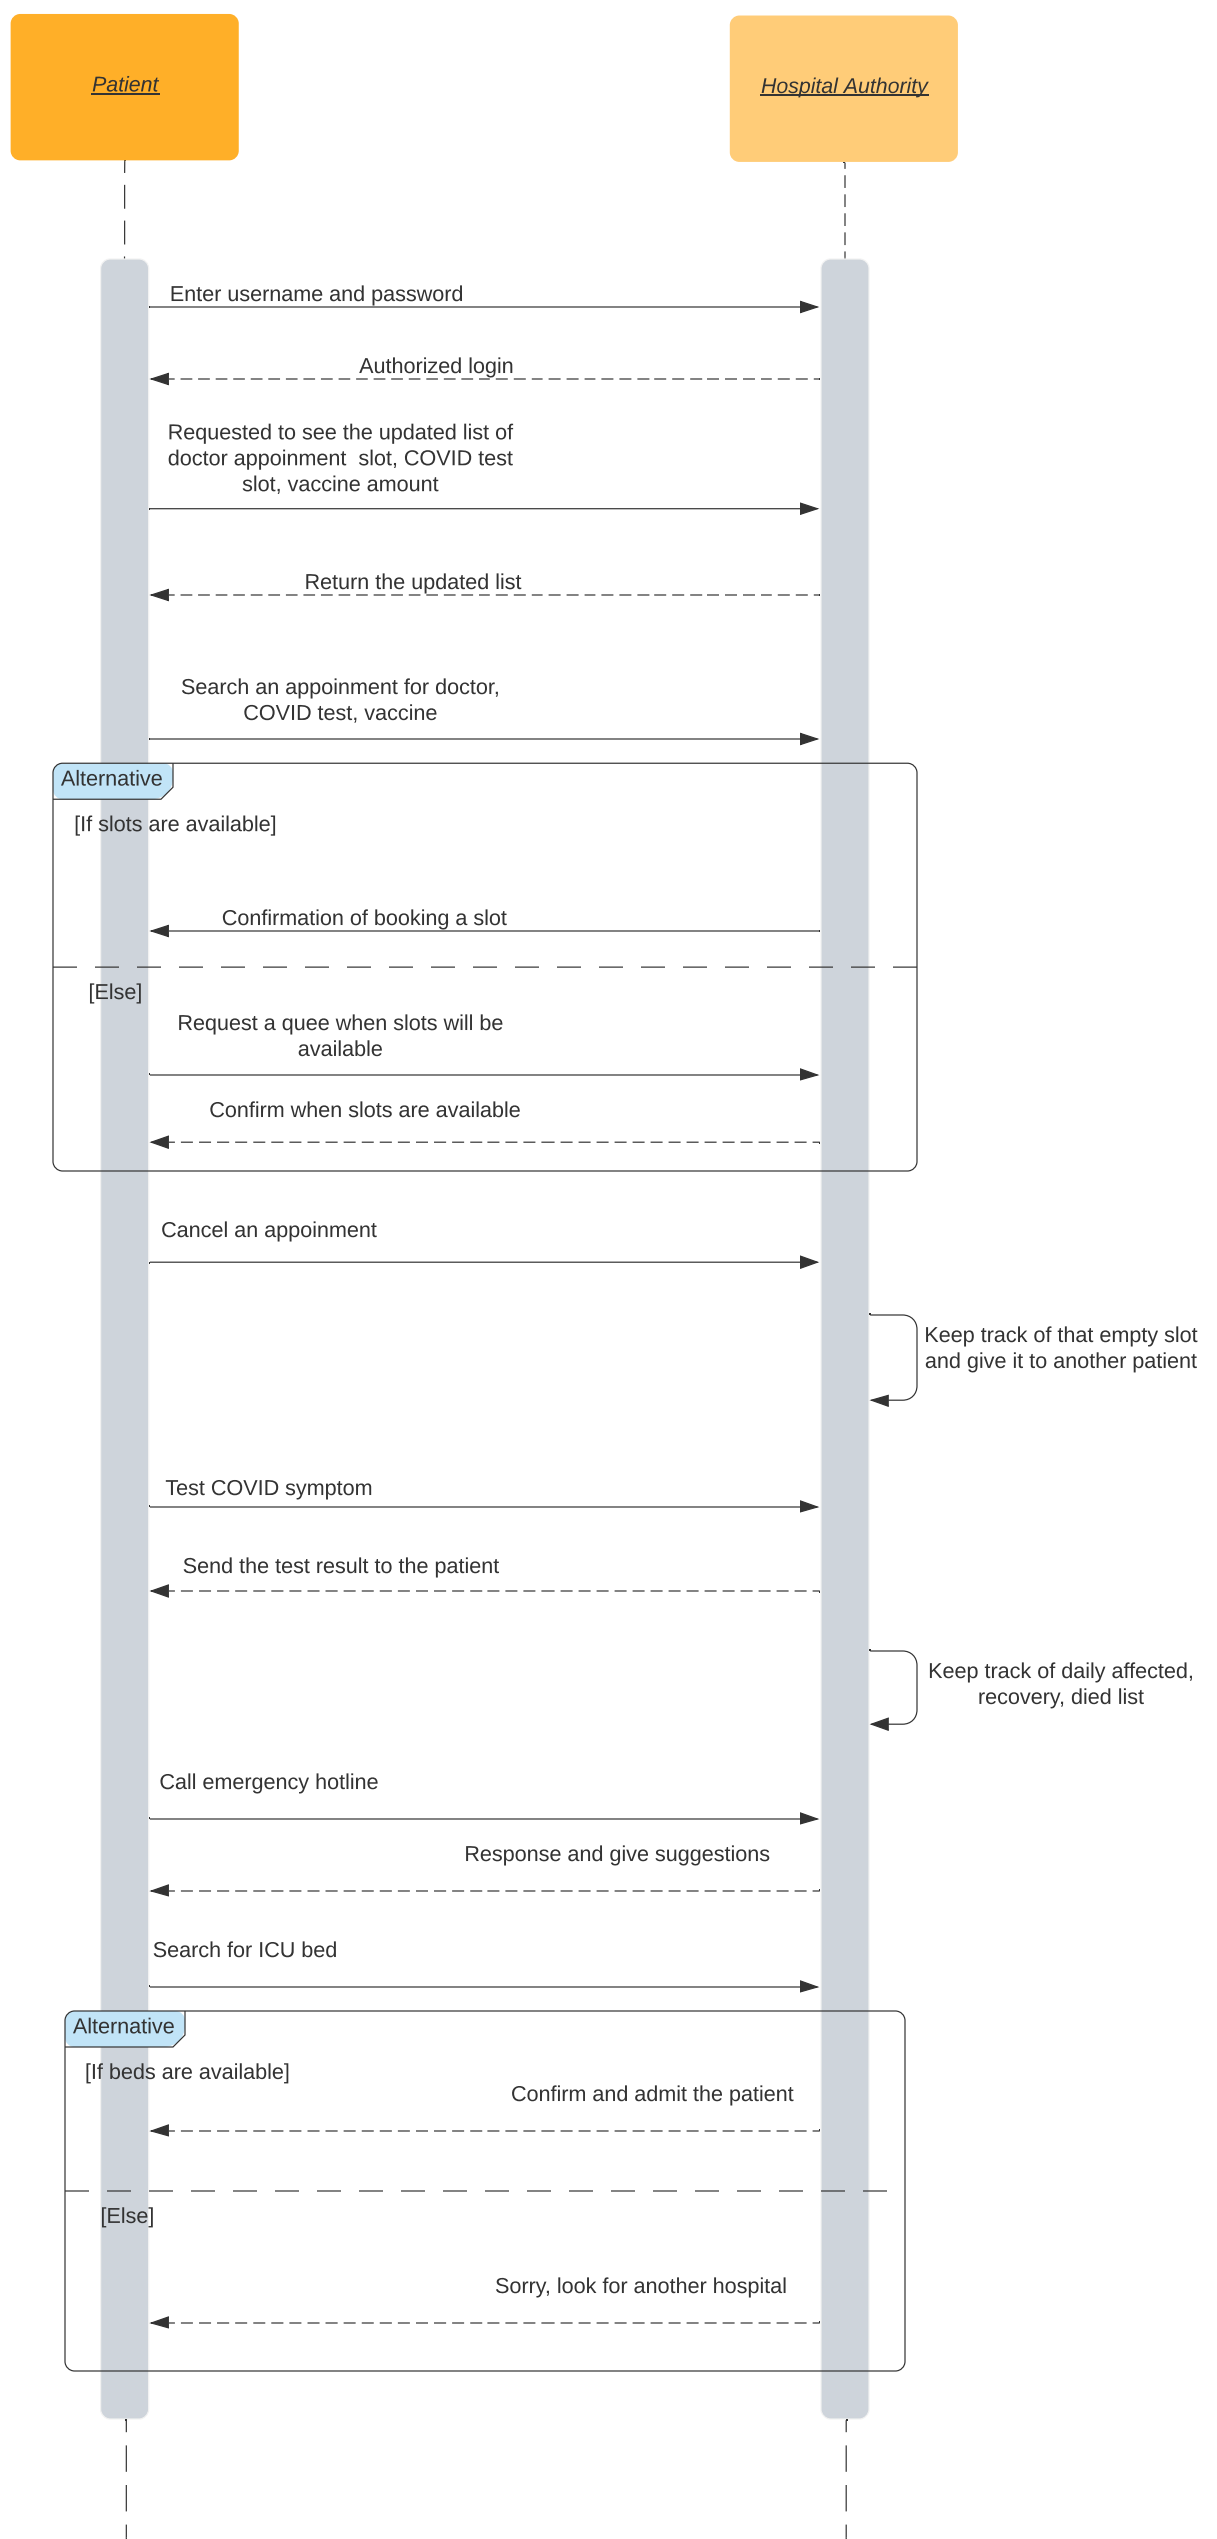 Patient
Hospital Authority
Enter username and password
Authorized login
Requested to see the updated list of
doctor appoinment  slot, COVID test
slot, vaccine amount
Return the updated list
Search an appoinment for doctor,
COVID test, vaccine
Alternative
[If slots are available]
Confirmation of booking a slot
[Else]
Request a quee when slots will be
available
Confirm when slots are available
Cancel an appoinment
Keep track of that empty slot
and give it to another patient
Test COVID symptom
Send the test result to the patient
Keep track of daily affected,
recovery, died list
Call emergency hotline
Response and give suggestions
Search for ICU bed
Alternative
[If beds are available]
Confirm and admit the patient
[Else]
Sorry, look for another hospital